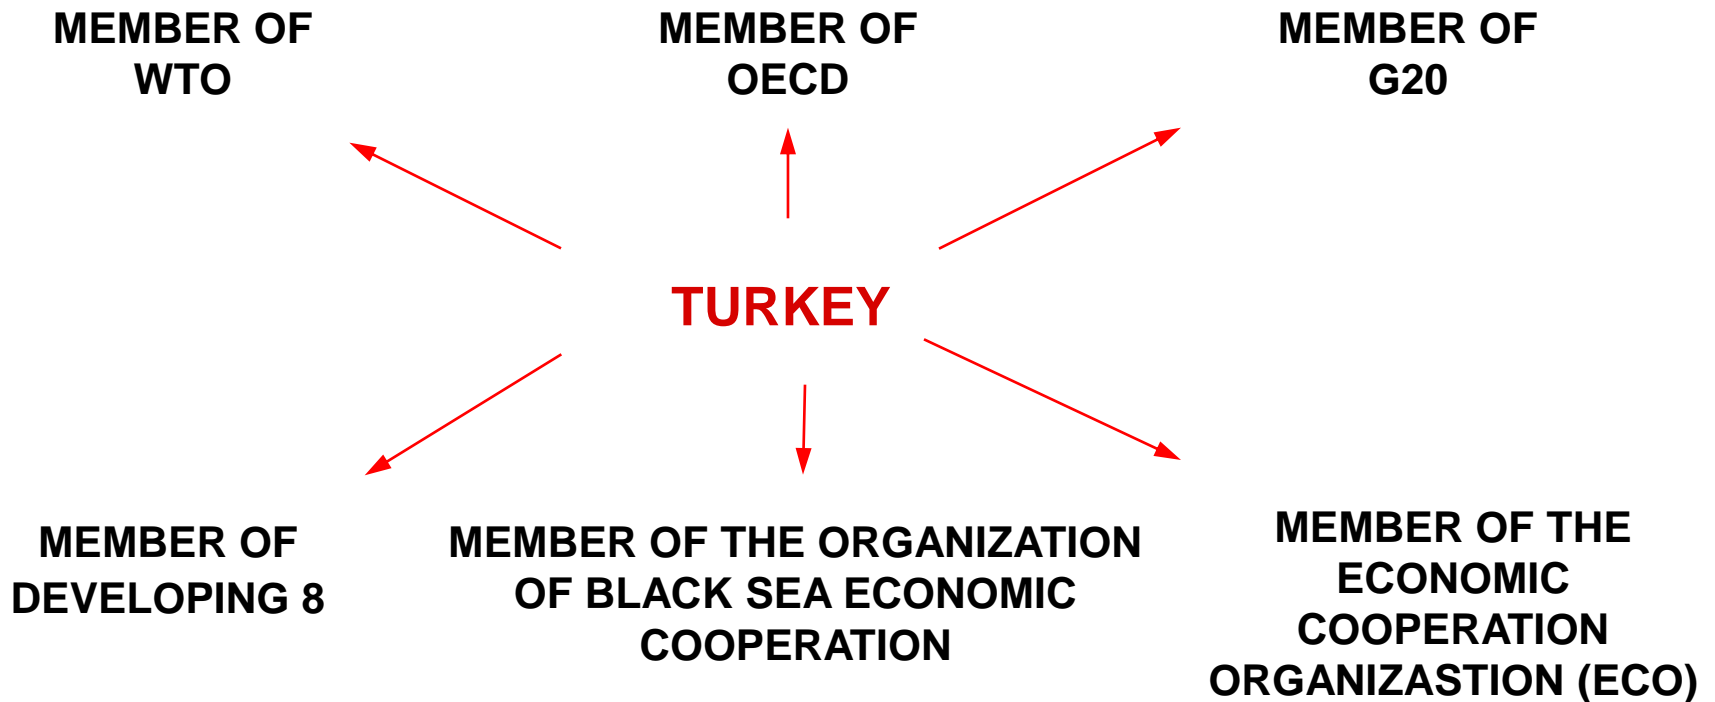 MEMBER OF
WTO
MEMBER OF
OECD
MEMBER OF
G20
TURKEY
MEMBER OF
DEVELOPING 8
MEMBER OF THE ORGANIZATION
OF BLACK SEA ECONOMIC
COOPERATION
MEMBER OF THE
ECONOMIC
COOPERATION
ORGANIZASTION (ECO)